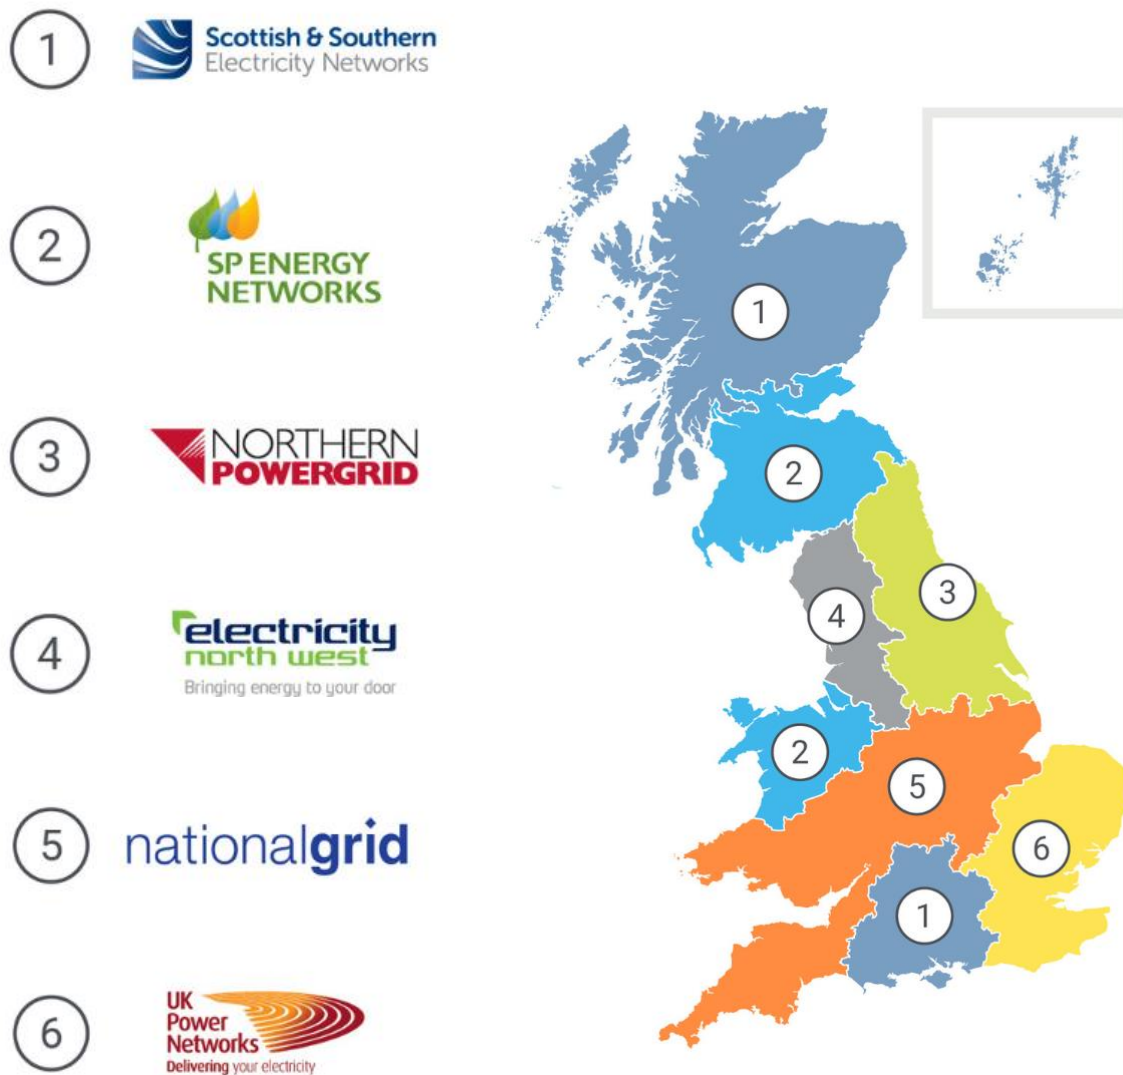 1
Scottish & Southern
Electricity Networks
2
SP ENERGY
NETWORKS
3
NORTHERN
POWERGRID
4
electricity
north west
Bringing energy to your door
5
nationalgrid
6
UK
Power
Networks
Delivering your electricity
1
2
3
4
2
5
6
1